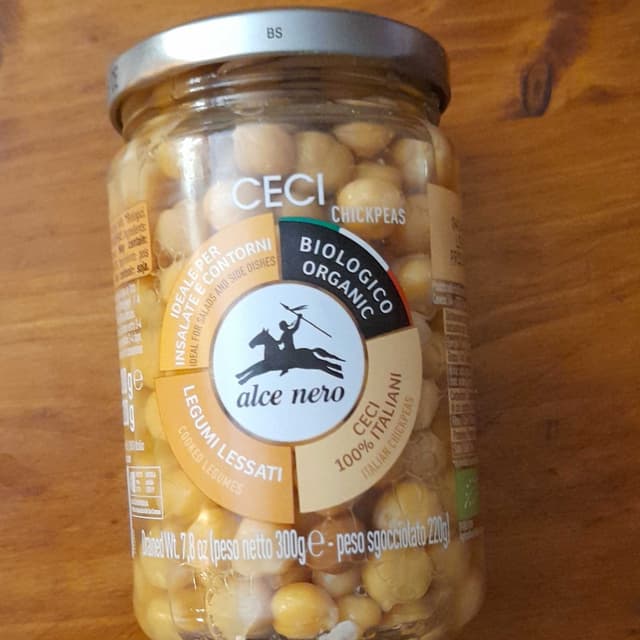 BS
CECI
CHICKPEAS
IDEALE PER
INSALATE E CONTORNI
IDEAL FOR SALADS AND SIDE DISHES
BIOLOGICO
ORGANIC
alce nero
LEGUMI LESSATI
COOKED LEGUMES
CECI
100% ITALIANI
ITALIAN CHICKPEAS
Drained Wt. 7,8 oz (peso netto 300g e - peso sgocciolato 220g)